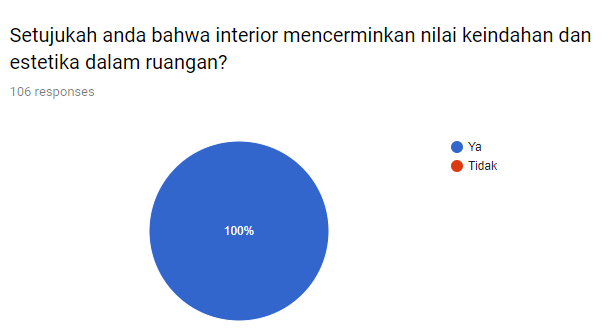 Setujukah anda bahwa interior mencerminkan nilai keindahan dan
estetika dalam ruangan?
106 responses
Ya
Tidak
100%